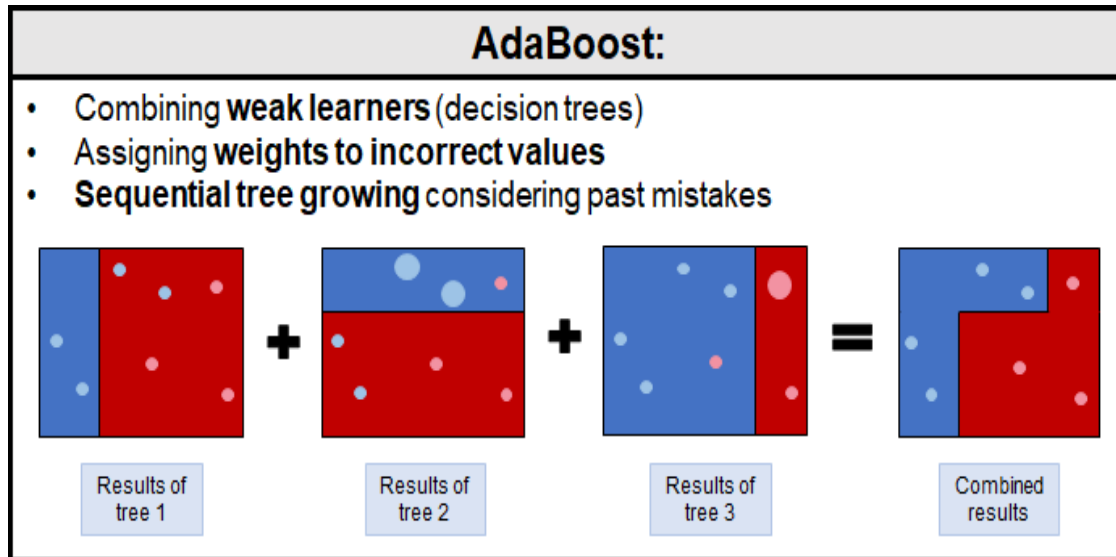 AdaBoost:
• Combining weak learners (decision trees)
• Assigning weights to incorrect values
• Sequential tree growing considering past mistakes
Results of
tree 1
Results of
tree 2
Results of
tree 3
Combined
results